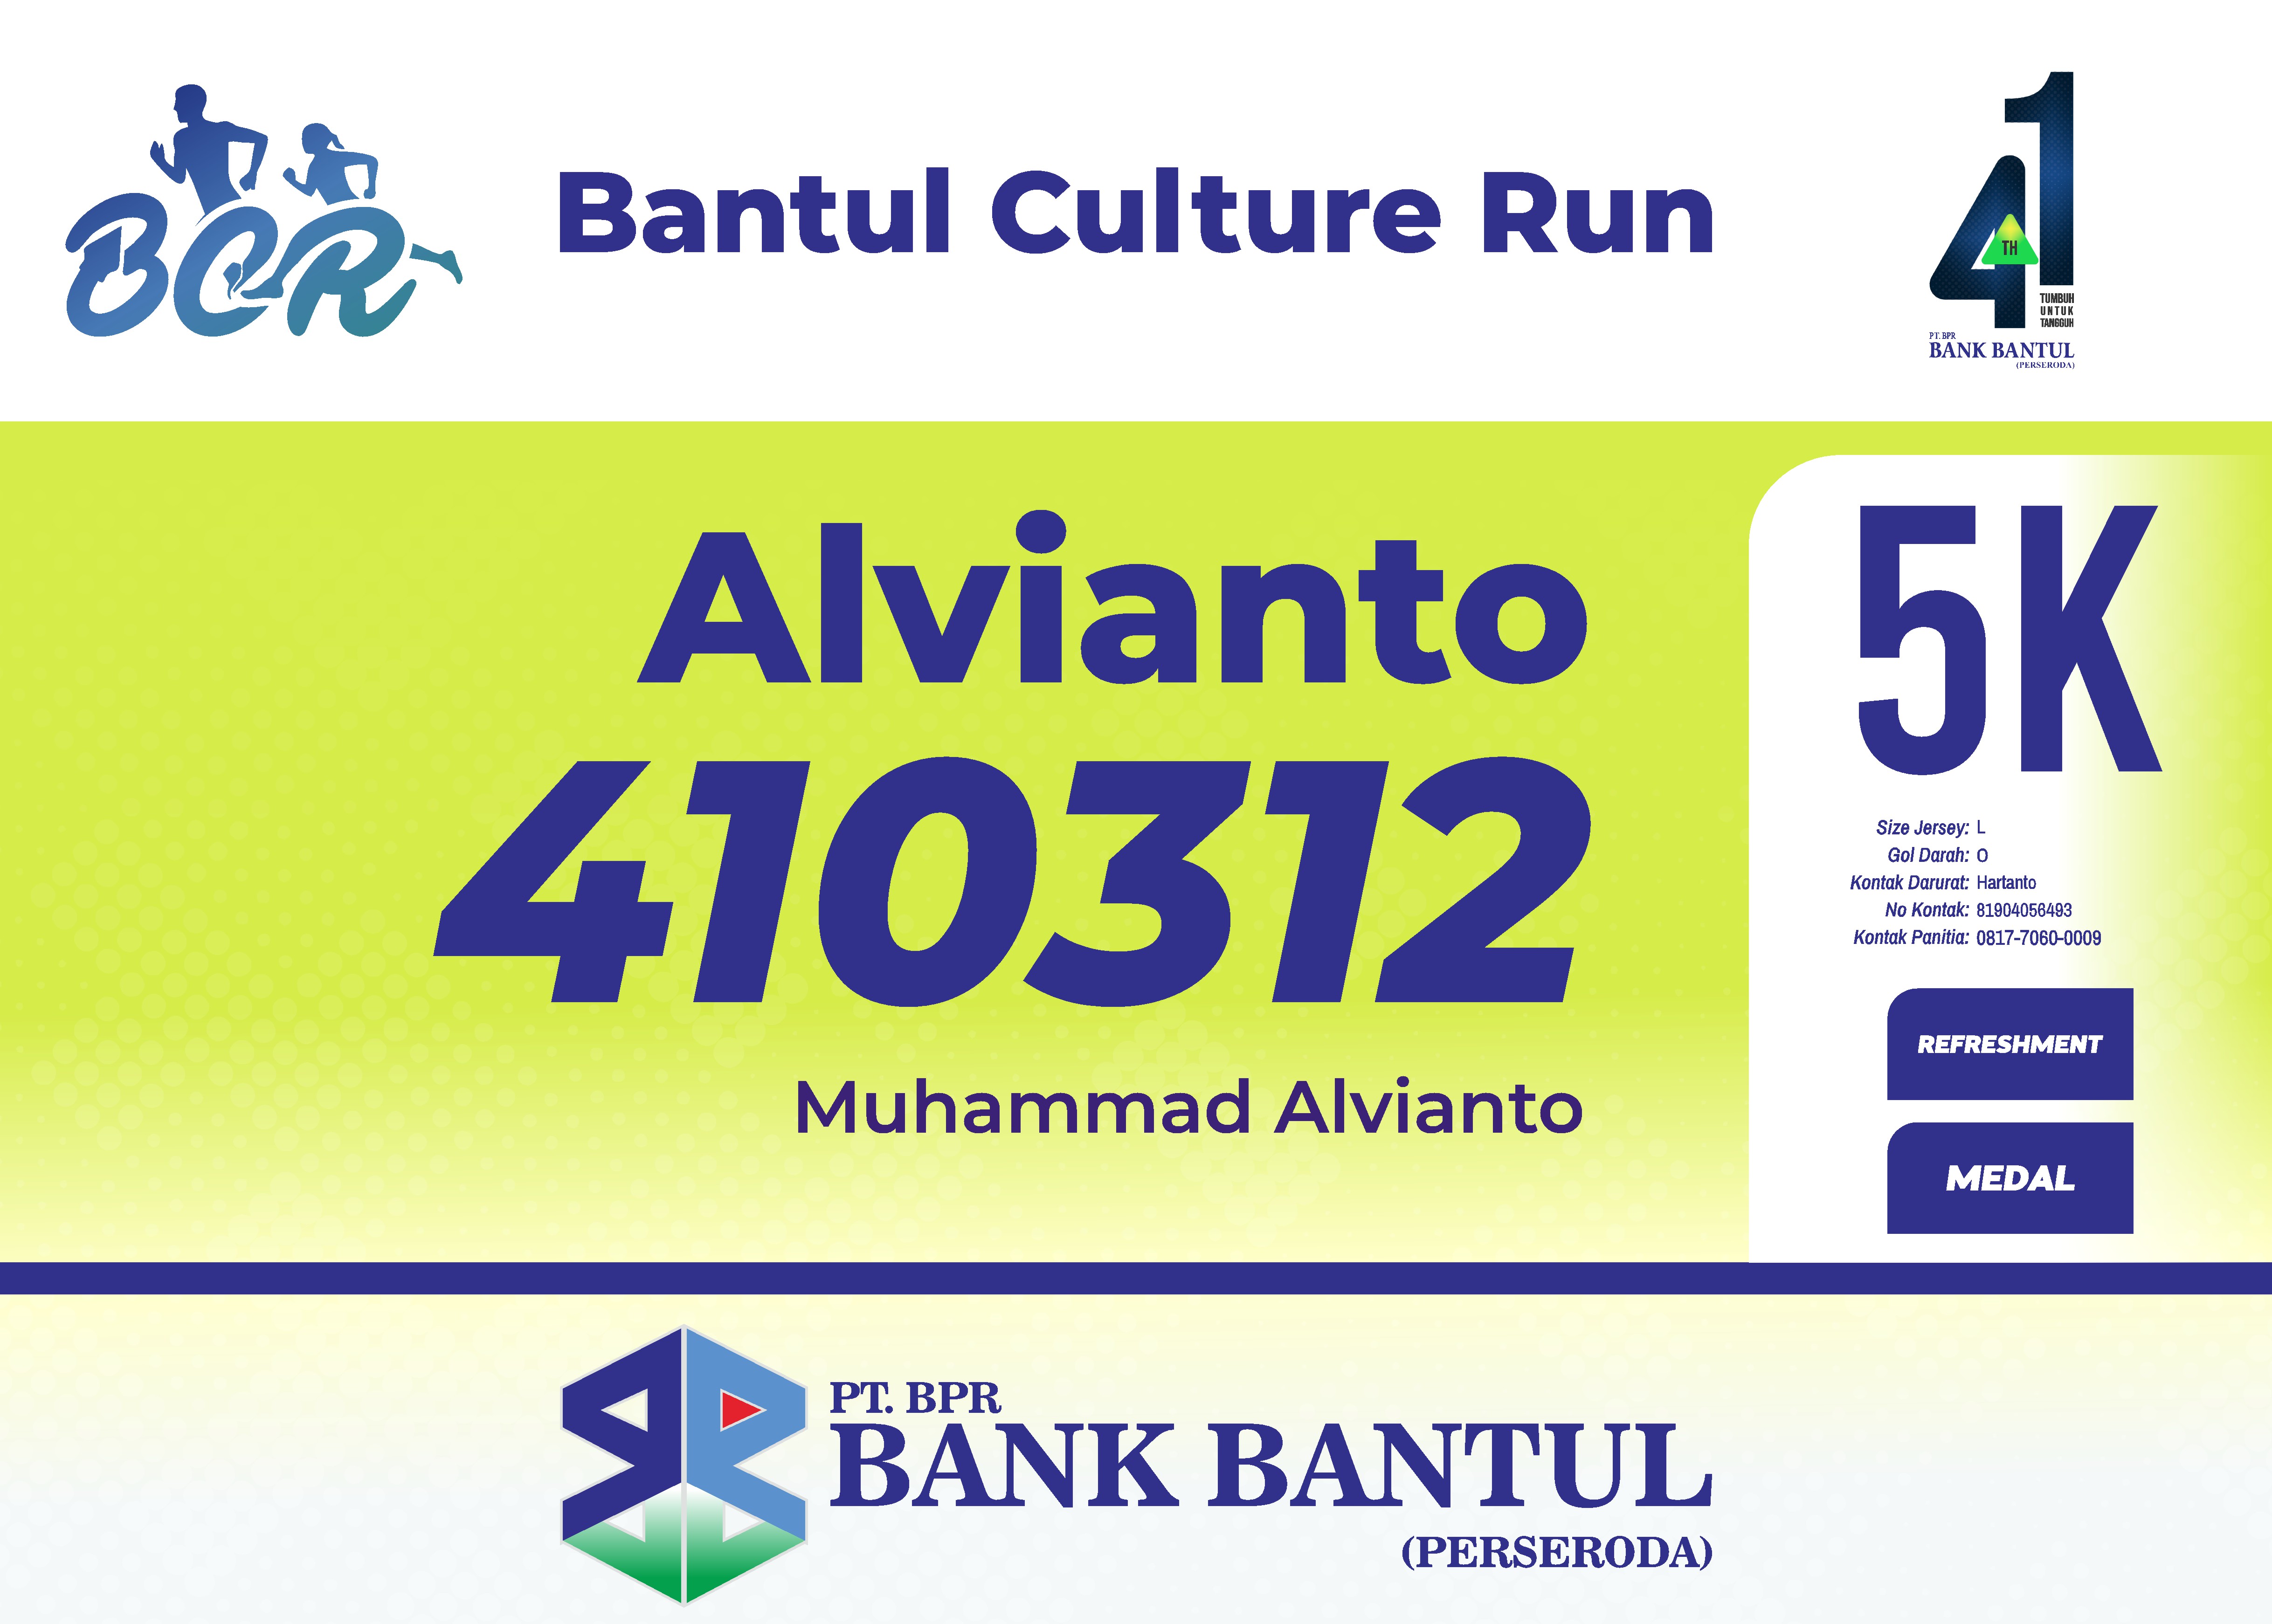 BCR
Bantul Culture Run
41
TH
TUMBUH
UNTUK
TANGGUH
PT. BPR
BANK BANTUL
(PERSERODA)
Alvianto
410312
Muhammad Alvianto
5K
Size Jersey: L
Gol Darah: O
Kontak Darurat: Hartanto
No Kontak: 81904056493
Kontak Panitia: 0817-7060-0009
REFRESHMENT
MEDAL
PT. BPR
BANK BANTUL
(PERSERODA)